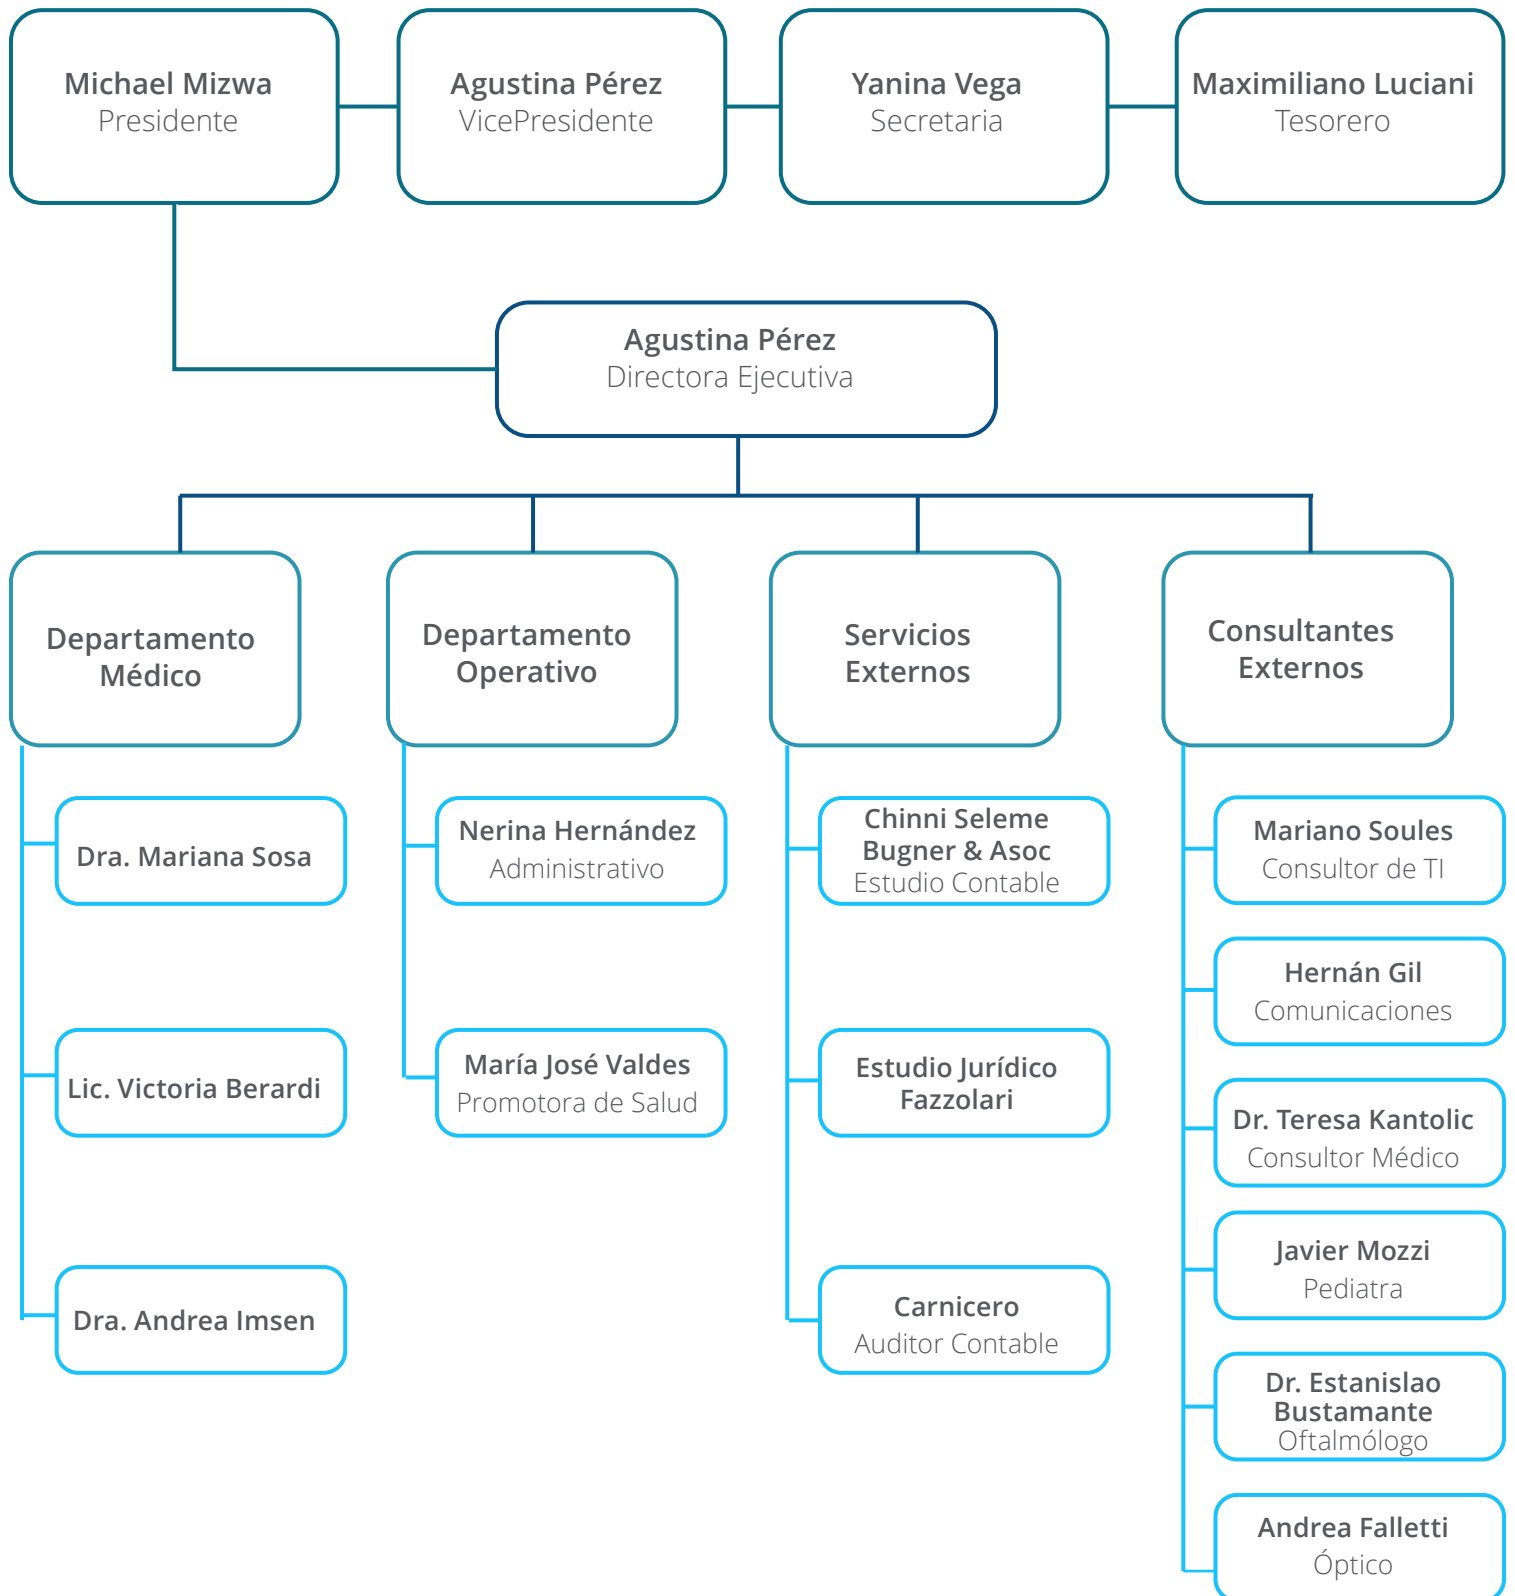 Michael Mizwa
Presidente
Agustina Pérez
VicePresidente
Yanina Vega
Secretaria
Maximiliano Luciani
Tesorero
Agustina Pérez
Directora Ejecutiva
Departamento
Médico
Departamento
Operativo
Servicios
Externos
Consultantes
Externos
Dra. Mariana Sosa
Lic. Victoria Berardi
Dra. Andrea Imsen
Nerina Hernández
Administrativo
María José Valdes
Promotora de Salud
Chinni Seleme
Bugner & Asoc
Estudio Contable
Estudio Jurídico
Fazzolari
Carnicero
Auditor Contable
Mariano Soules
Consultor de TI
Hernán Gil
Comunicaciones
Dr. Teresa Kantolic
Consultor Médico
Javier Mozzi
Pediatra
Dr. Estanislao
Bustamante
Oftalmólogo
Andrea Falletti
Óptico